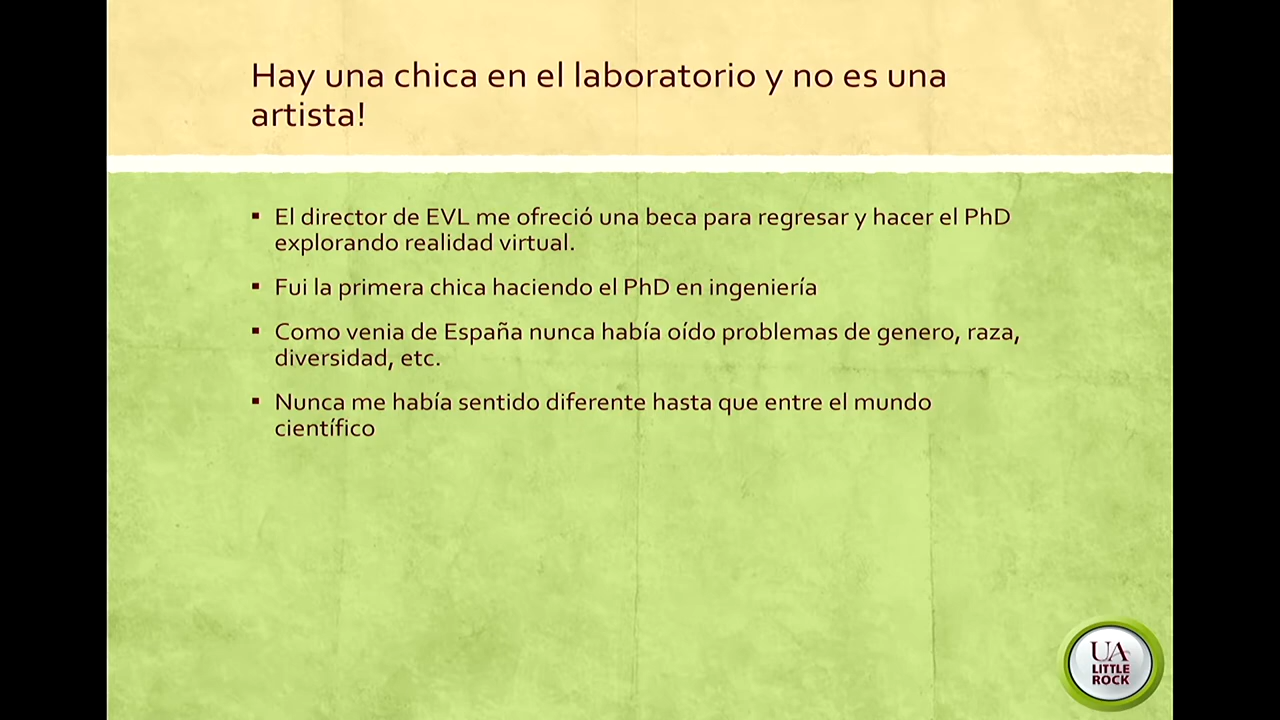 Hay una chica en el laboratorio y no es una
artista!
▪ El director de EVL me ofreció una beca para regresar y hacer el PhD
explorando realidad virtual.
▪ Fui la primera chica haciendo el PhD en ingeniería
▪ Como venia de España nunca había oído problemas de genero, raza,
diversidad, etc.
▪ Nunca me había sentido diferente hasta que entre el mundo
científico
UA
LITTLE
ROCK